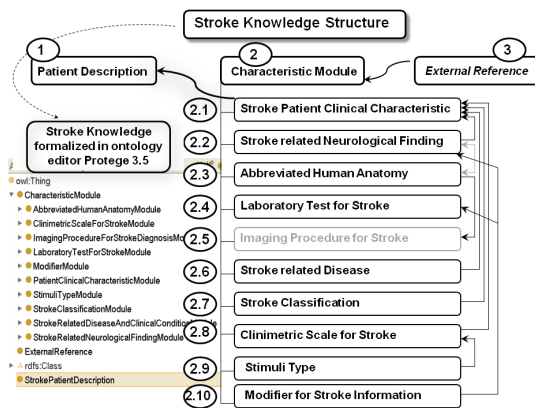 Stroke Knowledge Structure
1
2
3
Patient Description
Characteristic Module
External Reference
2.1
Stroke Patient Clinical Characteristic
Stroke Knowledge
formalized in ontology
editor Protege 3.5
2.2
Stroke related Neurological Finding
2.3
Abbreviated Human Anatomy
2.4
Laboratory Test for Stroke
2.5
Imaging Procedure for Stroke
2.6
Stroke related Disease
2.7
Stroke Classification
2.8
Clinimetric Scale for Stroke
2.9
Stimuli Type
2.10
Modifier for Stroke Information
owl:Thing
CharacteristicModule
AbbreviatedHumanAnatomyModule
ClinimetricScaleForStrokeModule
ImagingProcedureForStrokeDiagnosisMo
LaboratoryTestForStrokeModule
ModifierModule
PatientClinicalCharacteristicModule
StimuliTypeModule
StrokeClassificationModule
StrokeRelatedDiseaseAndClinicalCondition
StrokeRelatedNeurologicalFindingModule
ExternalReference
rdfs:Class
StrokePatientDescription